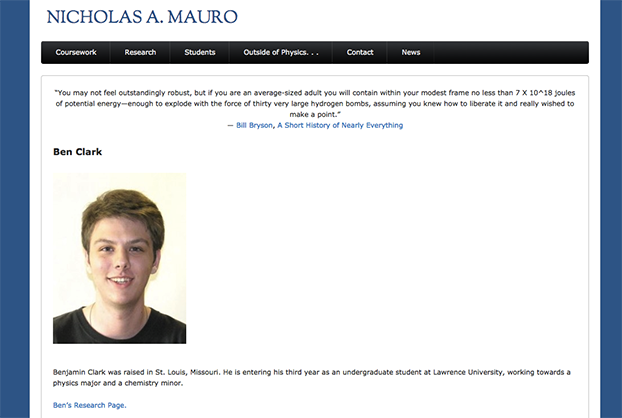 NICHOLAS A. MAURO
Coursework Research Students Outside of Physics. . . Contact News
"You may not feel outstandingly robust, but if you are an average-sized adult you will contain within your modest frame no less than 7 X 10^18 joules
of potential energy—enough to explode with the force of thirty very large hydrogen bombs, assuming you knew how to liberate it and really wished to
make a point."
— Bill Bryson, A Short History of Nearly Everything
Ben Clark
Benjamin Clark was raised in St. Louis, Missouri. He is entering his third year as an undergraduate student at Lawrence University, working towards a
physics major and a chemistry minor.
Ben's Research Page.